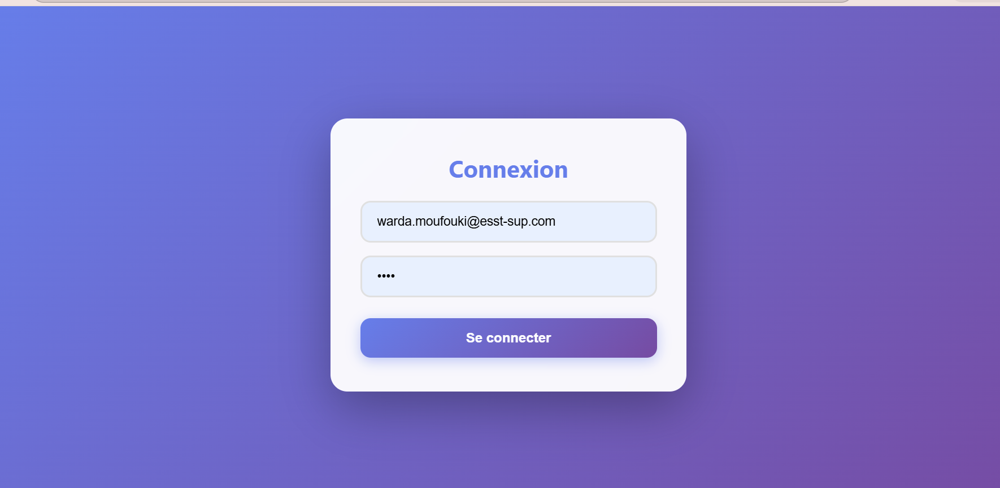 Connexion
warda.moufouki@esst-sup.com
••••
Se connecter